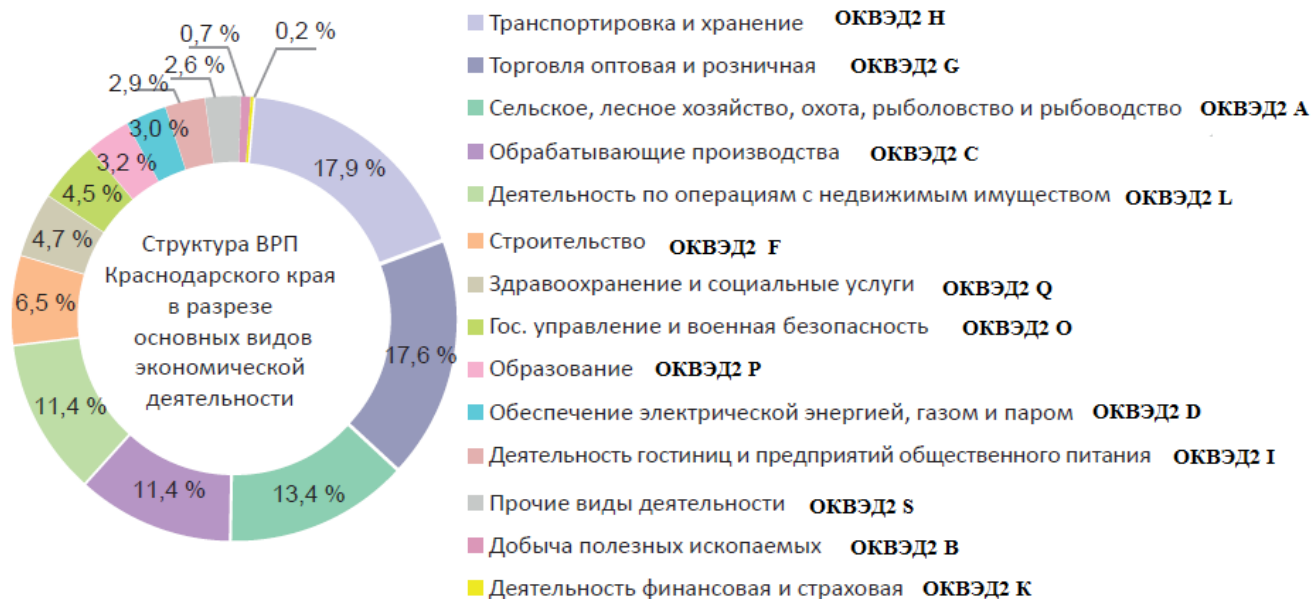 0,7 %
0,2 %
2,6 %
2,9 %
3,0 %
3,2 %
4,5 %
4,7 %
6,5 %
11,4 %
11,4 %
13,4 %
17,6 %
17,9 %
Структура ВРП
Краснодарского края
в разрезе
основных видов
экономической
деятельности
Транспортировка и хранение ОКВЭД2 H
Торговля оптовая и розничная ОКВЭД2 G
Сельское, лесное хозяйство, охота, рыболовство и рыбоводство ОКВЭД2 А
Обрабатывающие производства ОКВЭД2 С
Деятельность по операциям с недвижимым имуществом ОКВЭД2 L
Строительство ОКВЭД2 F
Здравоохранение и социальные услуги ОКВЭД2 Q
Гос. управление и военная безопасность ОКВЭД2 О
Образование ОКВЭД2 P
Обеспечение электрической энергией, газом и паром ОКВЭД2 D
Деятельность гостиниц и предприятий общественного питания ОКВЭД2 I
Прочие виды деятельности ОКВЭД2 S
Добыча полезных ископаемых ОКВЭД2 В
Деятельность финансовая и страховая ОКВЭД2 К